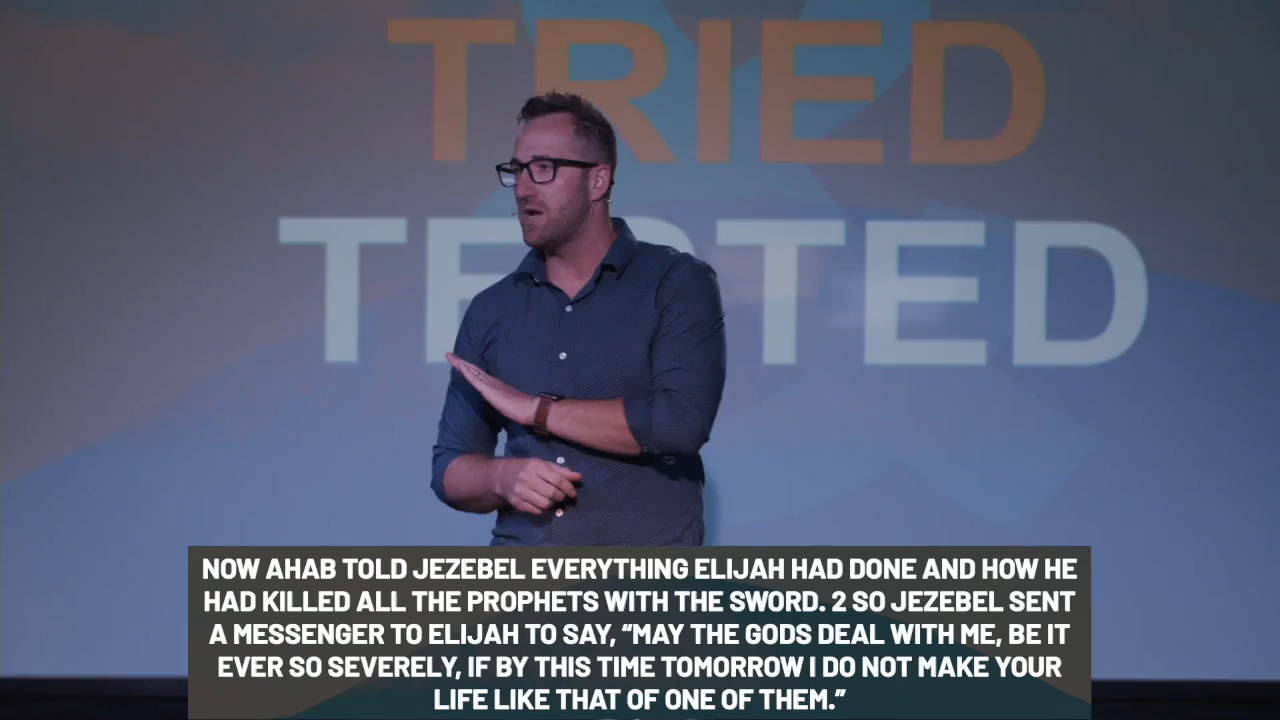 TRIED
TESTED
NOW AHAB TOLD JEZEBEL EVERYTHING ELIJAH HAD DONE AND HOW HE
HAD KILLED ALL THE PROPHETS WITH THE SWORD. 2 SO JEZEBEL SENT
A MESSENGER TO ELIJAH TO SAY, “MAY THE GODS DEAL WITH ME, BE IT
EVER SO SEVERELY, IF BY THIS TIME TOMORROW I DO NOT MAKE YOUR
LIFE LIKE THAT OF ONE OF THEM.”